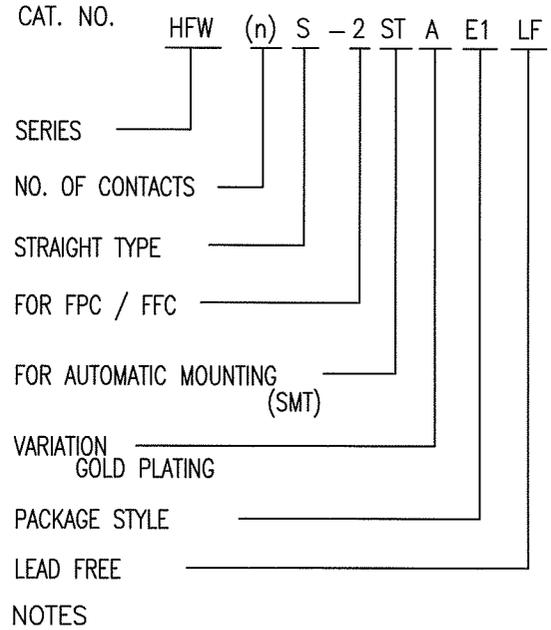 CAT. NO.
HFW (n) S -2 ST A E1 LF
SERIES
NO. OF CONTACTS
STRAIGHT TYPE
FOR FPC / FFC
FOR AUTOMATIC MOUNTING
(SMT)
VARIATION
GOLD PLATING
PACKAGE STYLE
LEAD FREE
NOTES